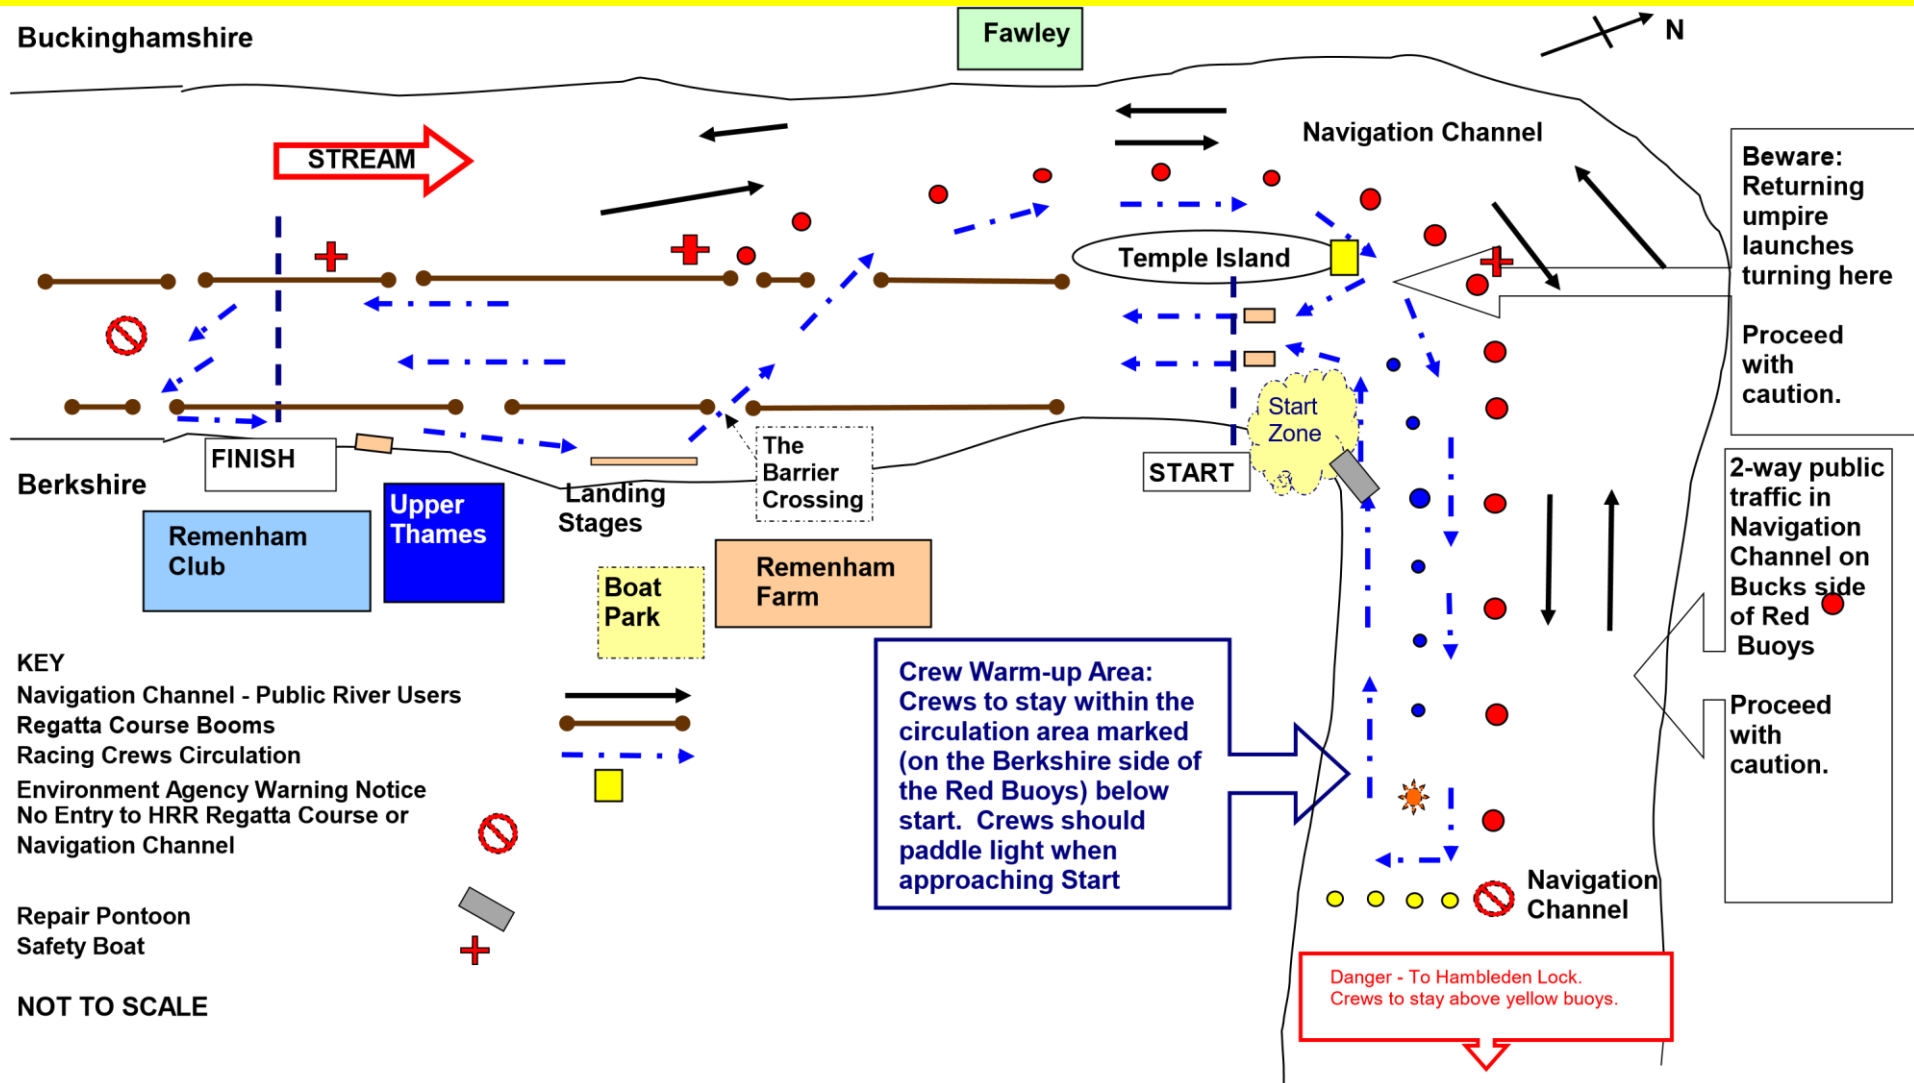 Buckinghamshire
Fawley
N
STREAM
Navigation Channel
Beware:
Returning
umpire
launches
turning here
Proceed
with
caution.
Temple Island
Start
Zone
FINISH
The
Barrier
Crossing
START
Berkshire
Landing
Stages
Upper
Thames
Remenham
Club
Boat
Park
Remenham
Farm
2-way public
traffic in
Navigation
Channel on
Bucks side
of Red
Buoys
Proceed
with
caution.
KEY
Navigation Channel - Public River Users
Regatta Course Booms
Racing Crews Circulation
Environment Agency Warning Notice
No Entry to HRR Regatta Course or
Navigation Channel
Repair Pontoon
Safety Boat
NOT TO SCALE
Crew Warm-up Area:
Crews to stay within the
circulation area marked
(on the Berkshire side of
the Red Buoys) below
start. Crews should
paddle light when
approaching Start
Navigation
Channel
Danger - To Hambleden Lock.
Crews to stay above yellow buoys.